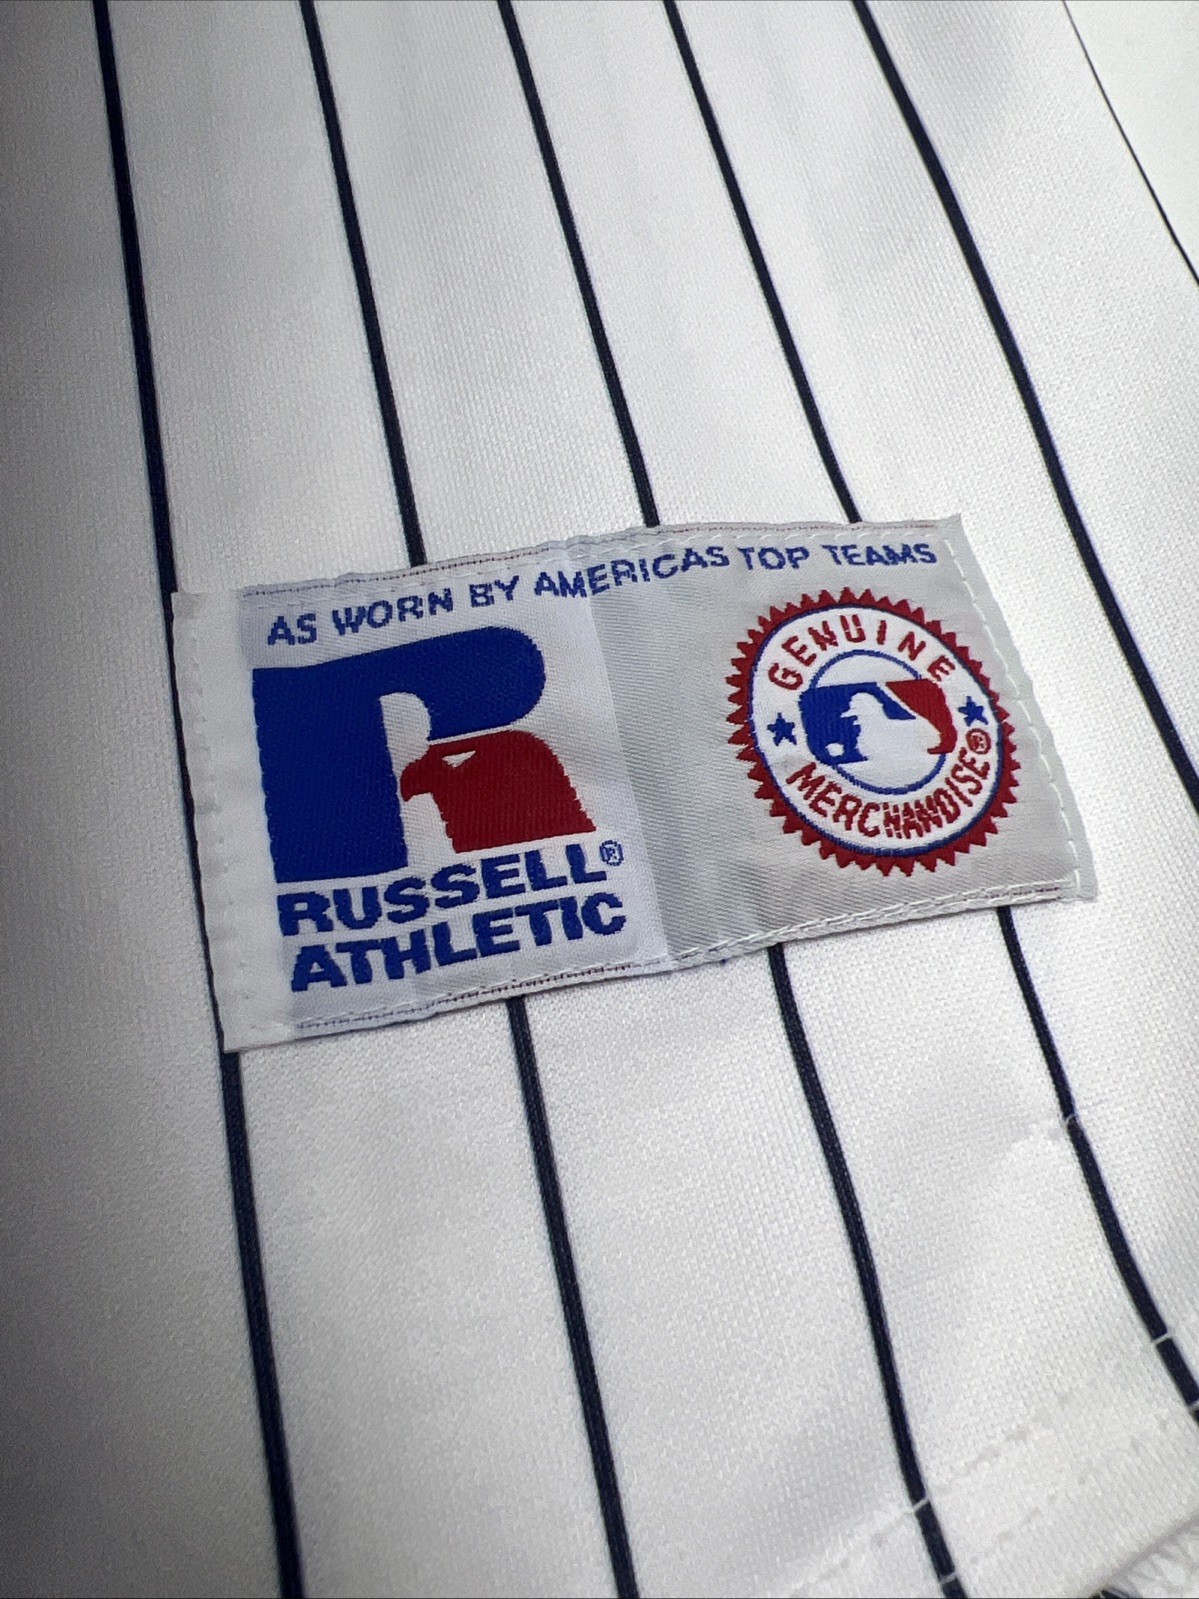 AS WORN BY AMERICAS TOP TEAMS
RUSSELL®
ATHLETIC
GENUINE
MERCHANDISE®